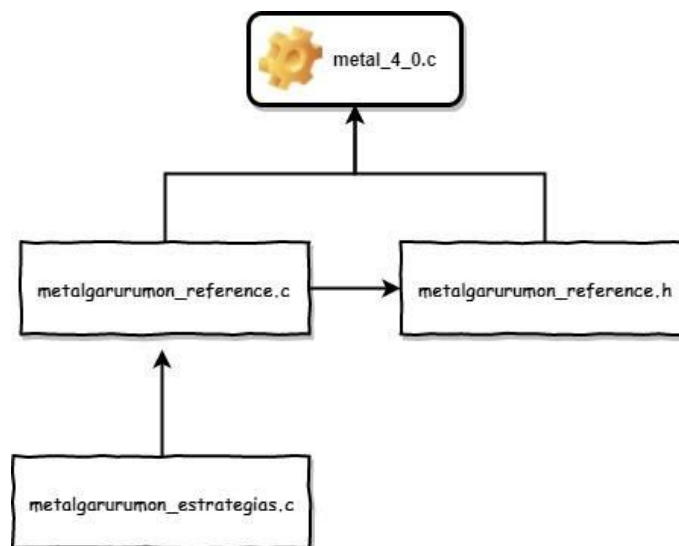 metal_4_0.c
metalgarurumon_reference.c
metalgarurumon_reference.h
metalgarurumon_estrategias.c